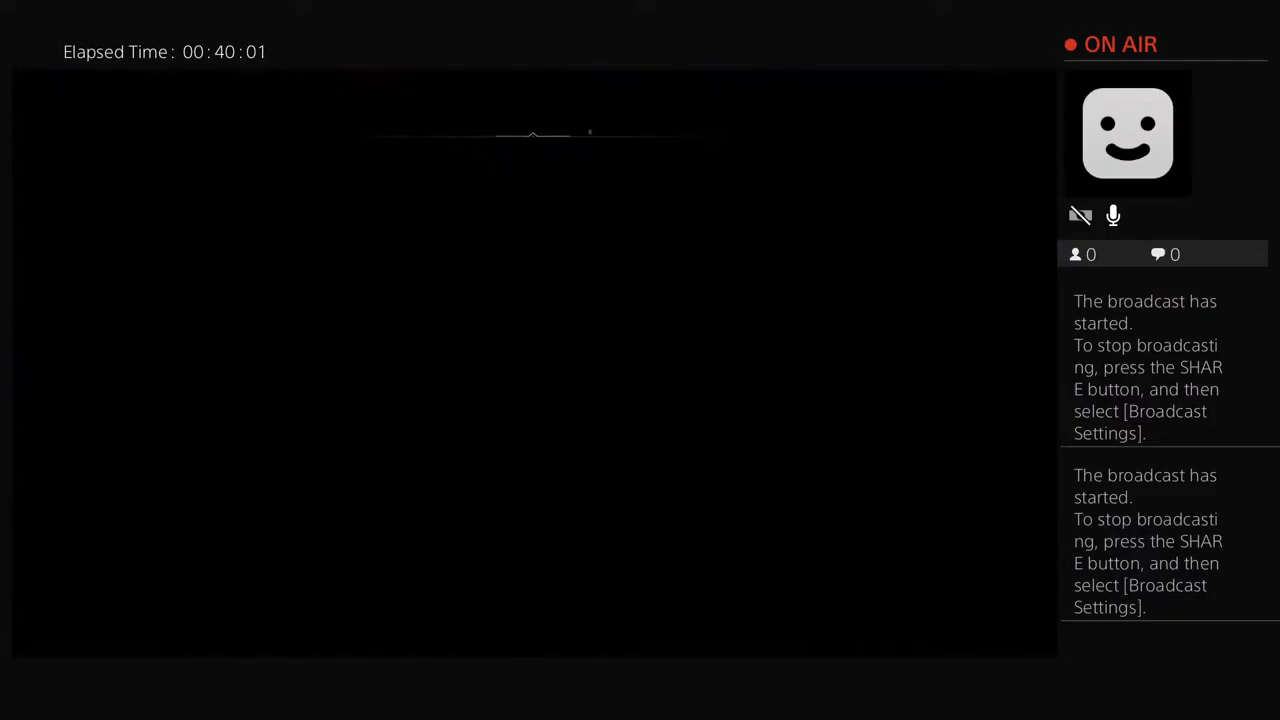 Elapsed Time: 00:40:01
ON AIR
0 0
The broadcast has
started.
To stop broadcasti
ng, press the SHAR
E button, and then
select [Broadcast
Settings].
The broadcast has
started.
To stop broadcasti
ng, press the SHAR
E button, and then
select [Broadcast
Settings].